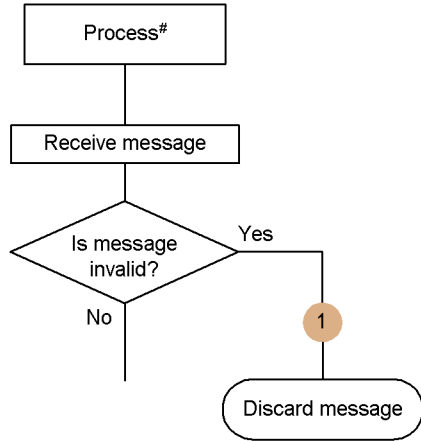 Process#
Receive message
Is message
invalid?
Yes
No
1
Discard message